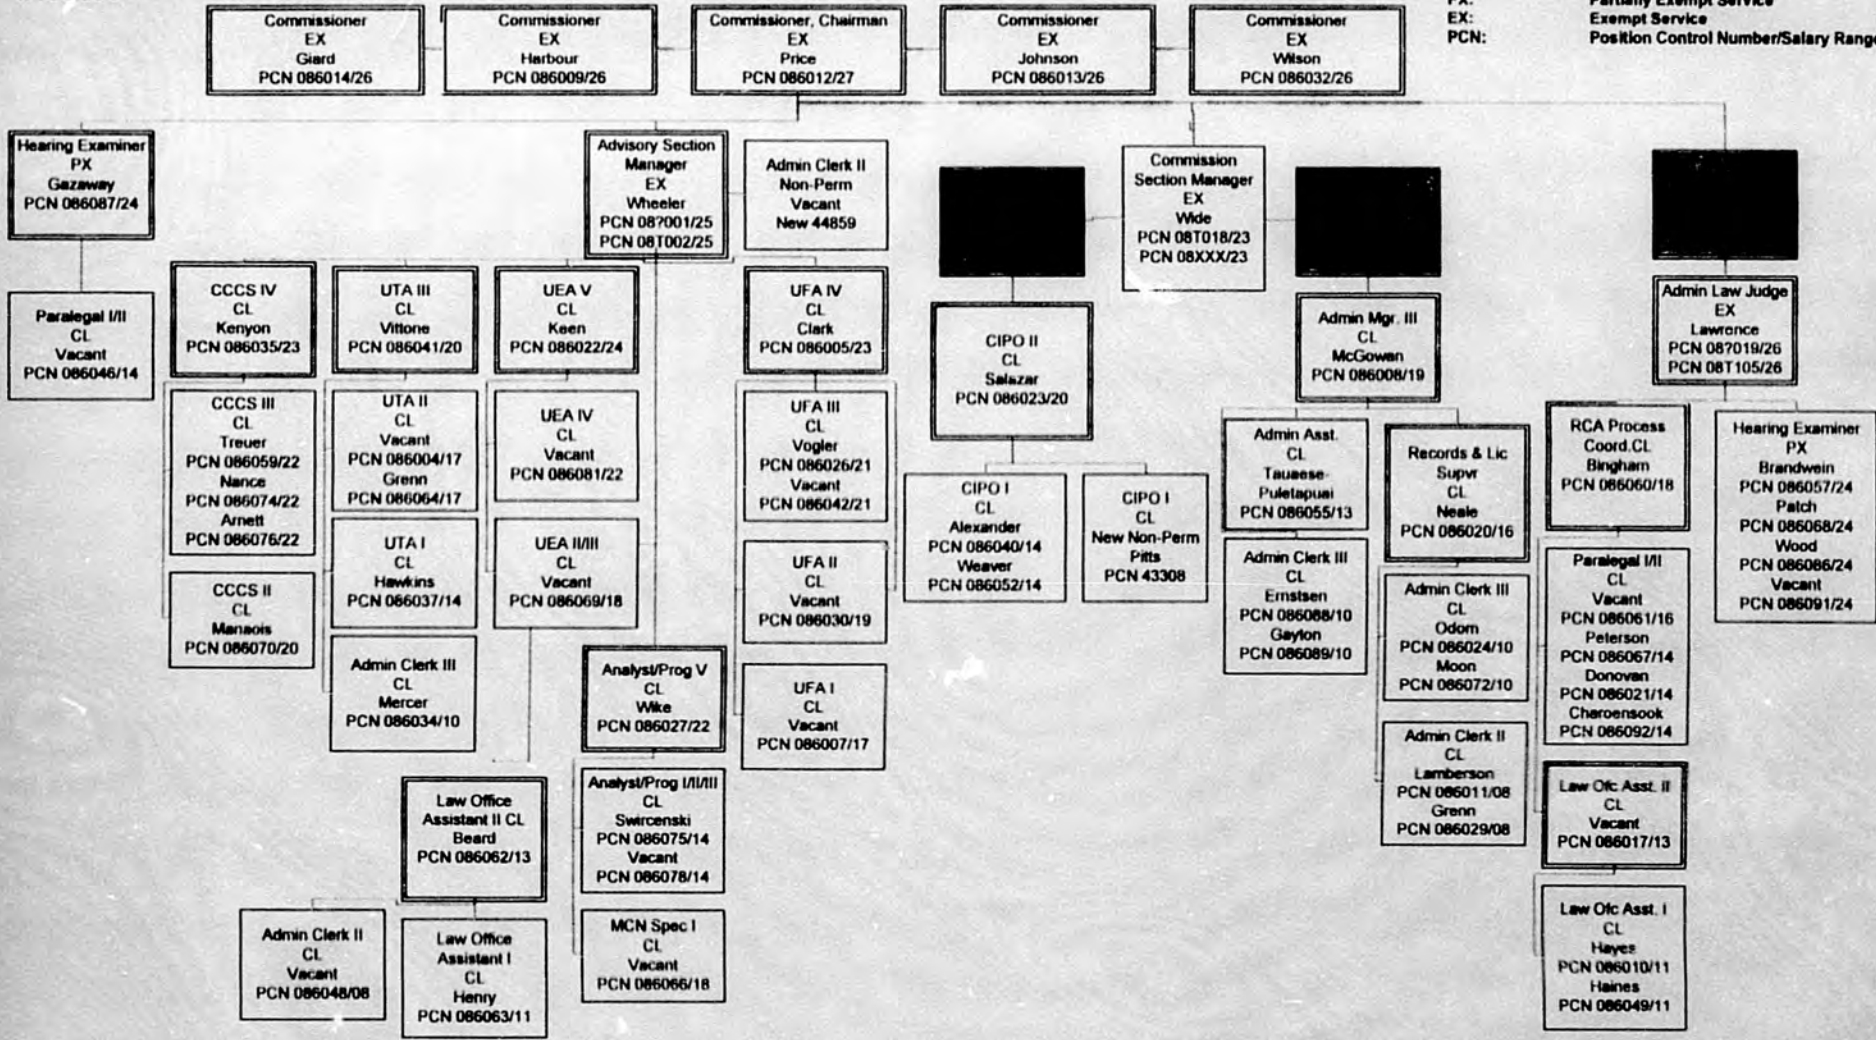 Commissioner
EX
Giard
PCN 086014/26
Commissioner
EX
Harbour
PCN 086009/26
Commissioner, Chairman
EX
Price
PCN 086012/27
Commissioner
EX
Johnson
PCN 086013/26
Commissioner
EX
Wilson
PCN 086032/26
PX: Partially Exempt Service
EX: Exempt Service
PCN: Position Control Number/Salary Range
Hearing Examiner
PX
Gazaway
PCN 086087/24
Advisory Section
Manager
EX
Wheeler
PCN 08?001/25
PCN 08T002/25
Admin Clerk II
Non-Perm
Vacant
New 44859
Commission
Section Manager
EX
Wide
PCN 08T018/23
PCN 08XXX/23
Paralegal I/II
CL
Vacant
PCN 086046/14
CCCS IV
CL
Kenyon
PCN 086035/23
UTA III
CL
Vittone
PCN 086041/20
UEA V
CL
Keen
PCN 086022/24
UFA IV
CL
Clark
PCN 086005/23
CIPO II
CL
Salazar
PCN 086023/20
Admin Mgr. III
CL
McGowan
PCN 086008/19
Admin Law Judge
EX
Lawrence
PCN 08?019/26
PCN 08T105/26
CCCS III
CL
Treuer
PCN 086059/22
Nance
PCN 086074/22
Arnett
PCN 086076/22
UTA II
CL
Vacant
PCN 086004/17
Grenn
PCN 086064/17
UEA IV
CL
Vacant
PCN 086081/22
UFA III
CL
Vogler
PCN 086026/21
Vacant
PCN 086042/21
CIPO I
CL
Alexander
PCN 086040/14
Weaver
PCN 086052/14
CIPO I
CL
New Non-Perm
Pitts
PCN 43308
Admin Asst.
CL
Tauaese-
Puletapuai
PCN 086055/13
Records & Lic
Supvr
CL
Neale
PCN 086020/16
RCA Process
Coord.CL
Bingham
PCN 086060/18
Hearing Examiner
PX
Brandwein
PCN 086057/24
Patch
PCN 086068/24
Wood
PCN 086086/24
Vacant
PCN 086091/24
CCCS II
CL
Manaois
PCN 086070/20
UTA I
CL
Hawkins
PCN 086037/14
UEA II/III
CL
Vacant
PCN 086069/18
UFA II
CL
Vacant
PCN 086030/19
Admin Clerk III
CL
Ernstsen
PCN 086088/10
Gayton
PCN 086089/10
Admin Clerk III
CL
Odom
PCN 086024/10
Moon
PCN 086072/10
Paralegal I/II
CL
Vacant
PCN 086061/16
Peterson
PCN 086067/14
Donovan
PCN 086021/14
Charoensook
PCN 086092/14
Admin Clerk III
CL
Mercer
PCN 086034/10
Analyst/Prog V
CL
Wike
PCN 086027/22
UFA I
CL
Vacant
PCN 086007/17
Admin Clerk II
CL
Lamberson
PCN 086011/08
Grenn
PCN 086029/08
Law Office
Assistant II CL
Beard
PCN 086062/13
Analyst/Prog I/II/III
CL
Swircenski
PCN 086075/14
Vacant
PCN 086078/14
Law Ofc Asst. II
CL
Vacant
PCN 086017/13
Admin Clerk II
CL
Vacant
PCN 086048/08
Law Office
Assistant I
CL
Henry
PCN 086063/11
MCN Spec I
CL
Vacant
PCN 086066/18
Law Ofc Asst. I
CL
Hayes
PCN 086010/11
Haines
PCN 086049/11